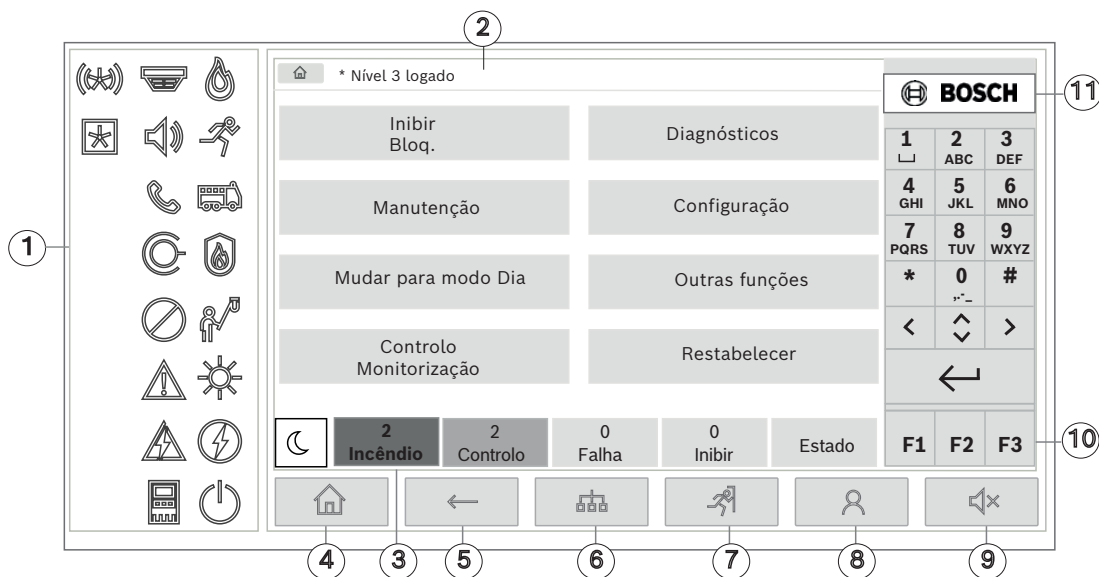 2
* Nível 3 logado
BOSCH
11
Inibir
Bloq.
Diagnósticos
1 2 3
ABC DEF
Manutenção
Configuração
4 5 6
GHI JKL MNO
1
7 8 9
PQRS TUV WXYZ
Mudar para modo Dia
Outras funções
* 0 #
,.-_
< >
Controlo
Monitorização
Restabelecer
2
Incêndio
2
Controlo
0
Falha
0
Inibir
Estado
F1 F2 F3
10
4 3 5 6 7 8 9